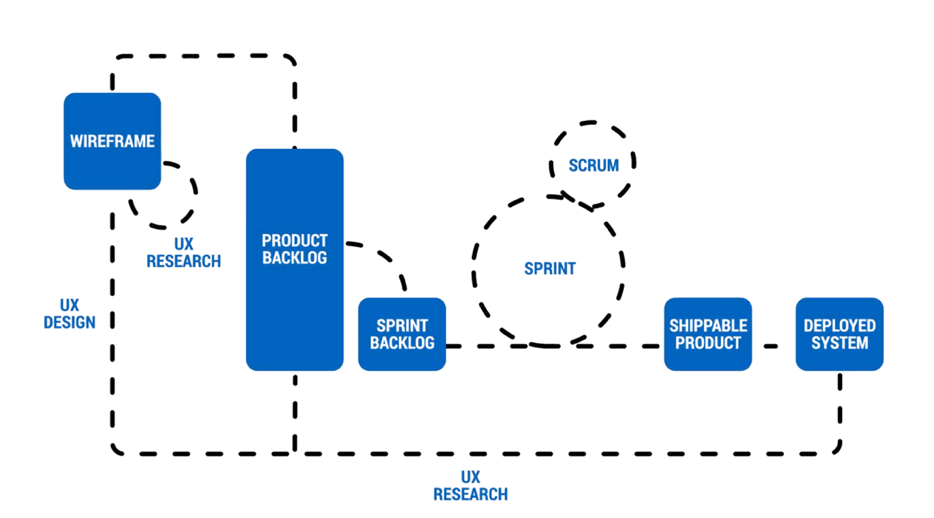 WIREFRAME
UX
RESEARCH
UX
DESIGN
PRODUCT
BACKLOG
SPRINT
BACKLOG
SCRUM
SPRINT
SHIPPABLE
PRODUCT
DEPLOYED
SYSTEM
UX
RESEARCH